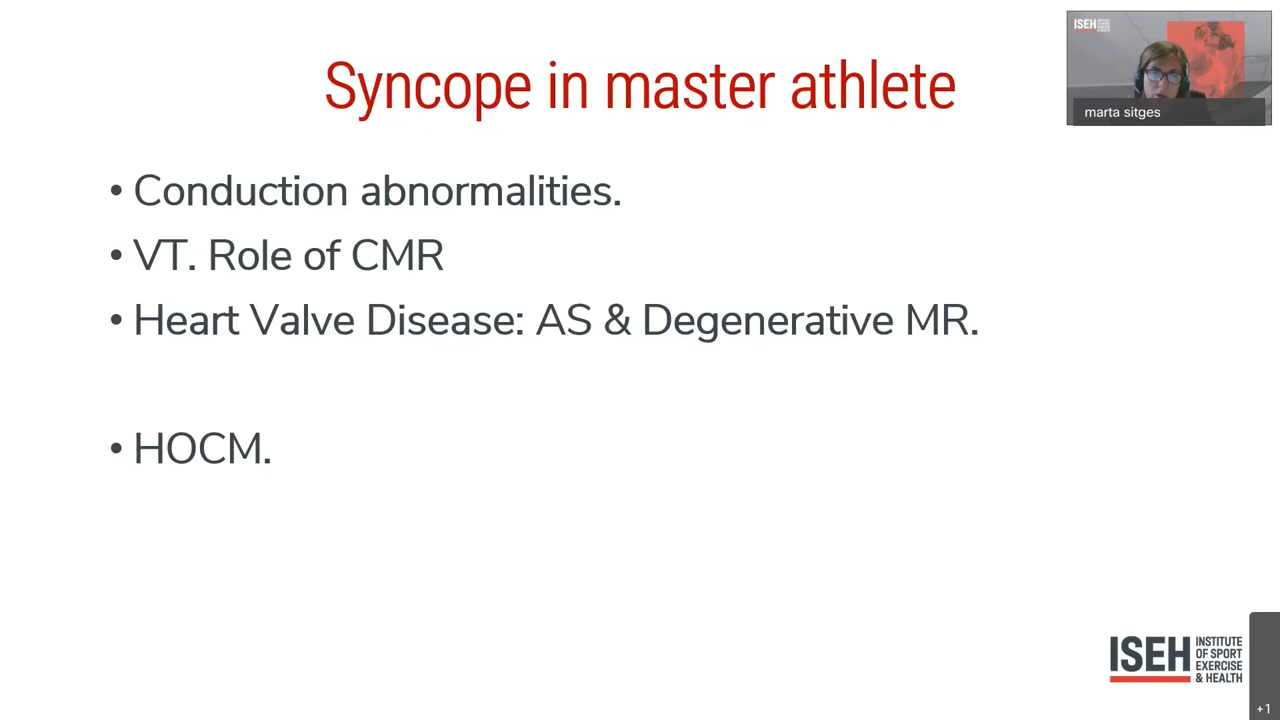 Syncope in master athlete
ISEH
marta sitges
• Conduction abnormalities.
• VT. Role of CMR
• Heart Valve Disease: AS & Degenerative MR.
• HOCM.
ISEH
INSTITUTE
OF SPORT
EXERCISE
& HEALTH
+1